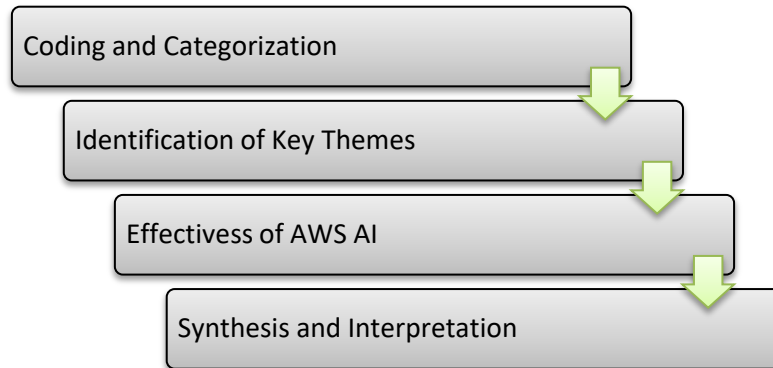 Coding and Categorization
Identification of Key Themes
Effectivess of AWS AI
Synthesis and Interpretation